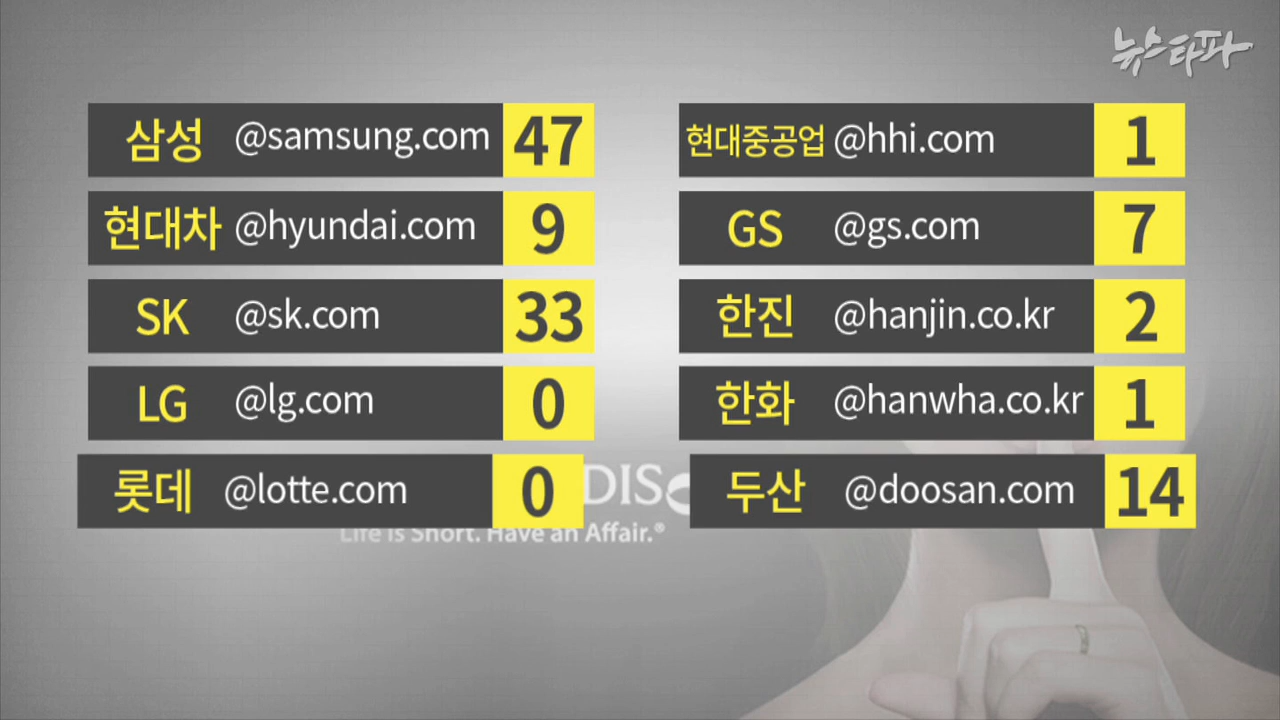 뉴스타파
삼성 @samsung.com 47
현대차 @hyundai.com 9
SK @sk.com 33
LG @lg.com 0
롯데 @lotte.com 0
현대중공업 @hhi.com 1
GS @gs.com 7
한진 @hanjin.co.kr 2
한화 @hanwha.co.kr 1
두산 @doosan.com 14
DIS
Life is Short. Have an Affair.®